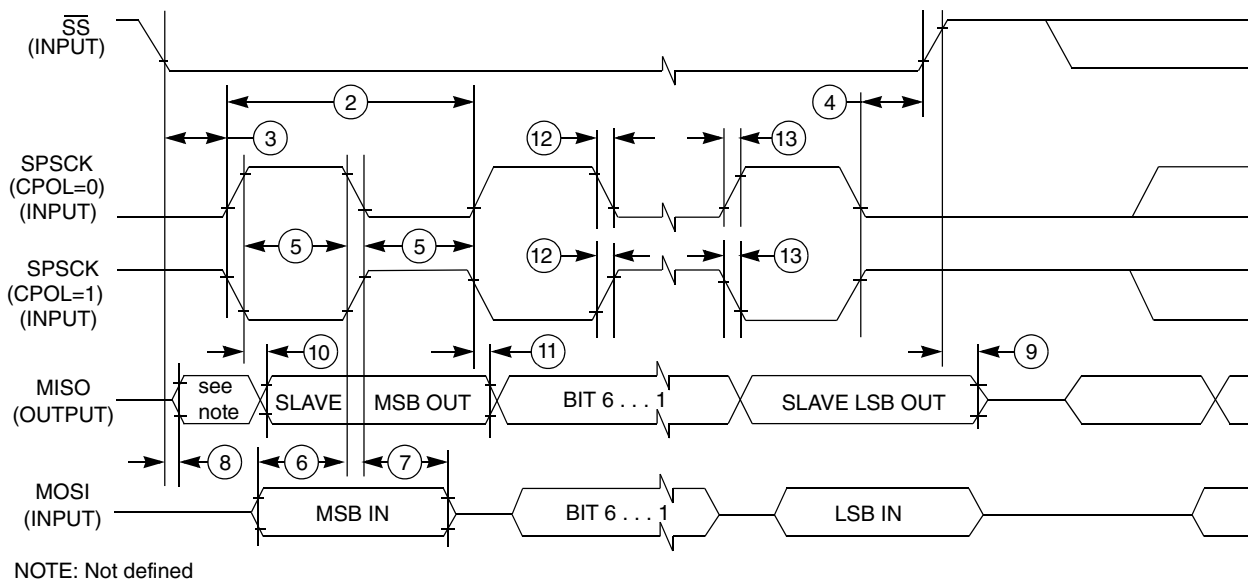 SS
(INPUT)
2
4
3
12
13
SPSCK
(CPOL=0)
(INPUT)
5
5
SPSCK
(CPOL=1)
(INPUT)
12
13
10
11
9
MISO
(OUTPUT)
see
note
SLAVE
MSB OUT
BIT 6 . . . 1
SLAVE LSB OUT
8
6
7
MOSI
(INPUT)
MSB IN
BIT 6 . . . 1
LSB IN
NOTE: Not defined